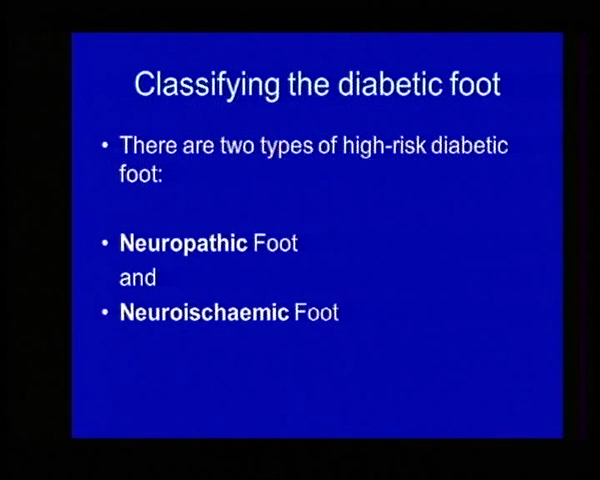 Classifying the diabetic foot
• There are two types of high-risk diabetic
foot:
• Neuropathic Foot
and
• Neuroischaemic Foot